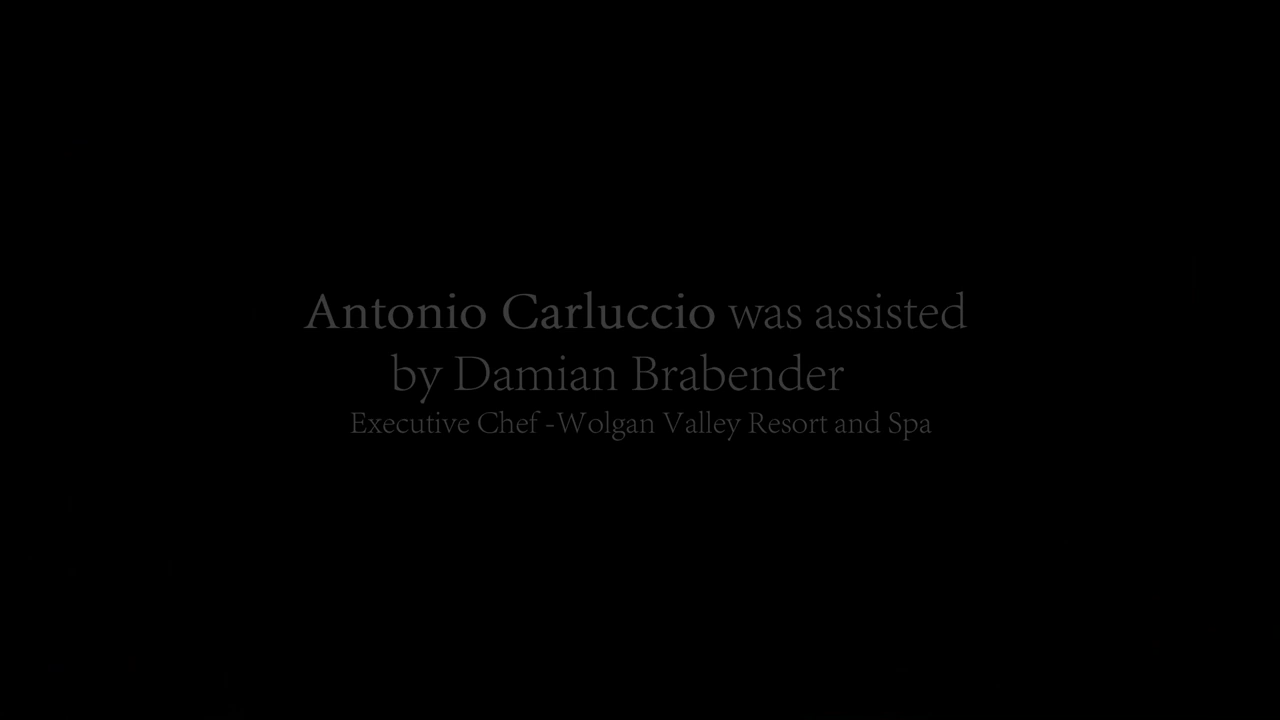 Antonio Carluccio was assisted
by Damian Brabender
Executive Chef -Wolgan Valley Resort and Spa